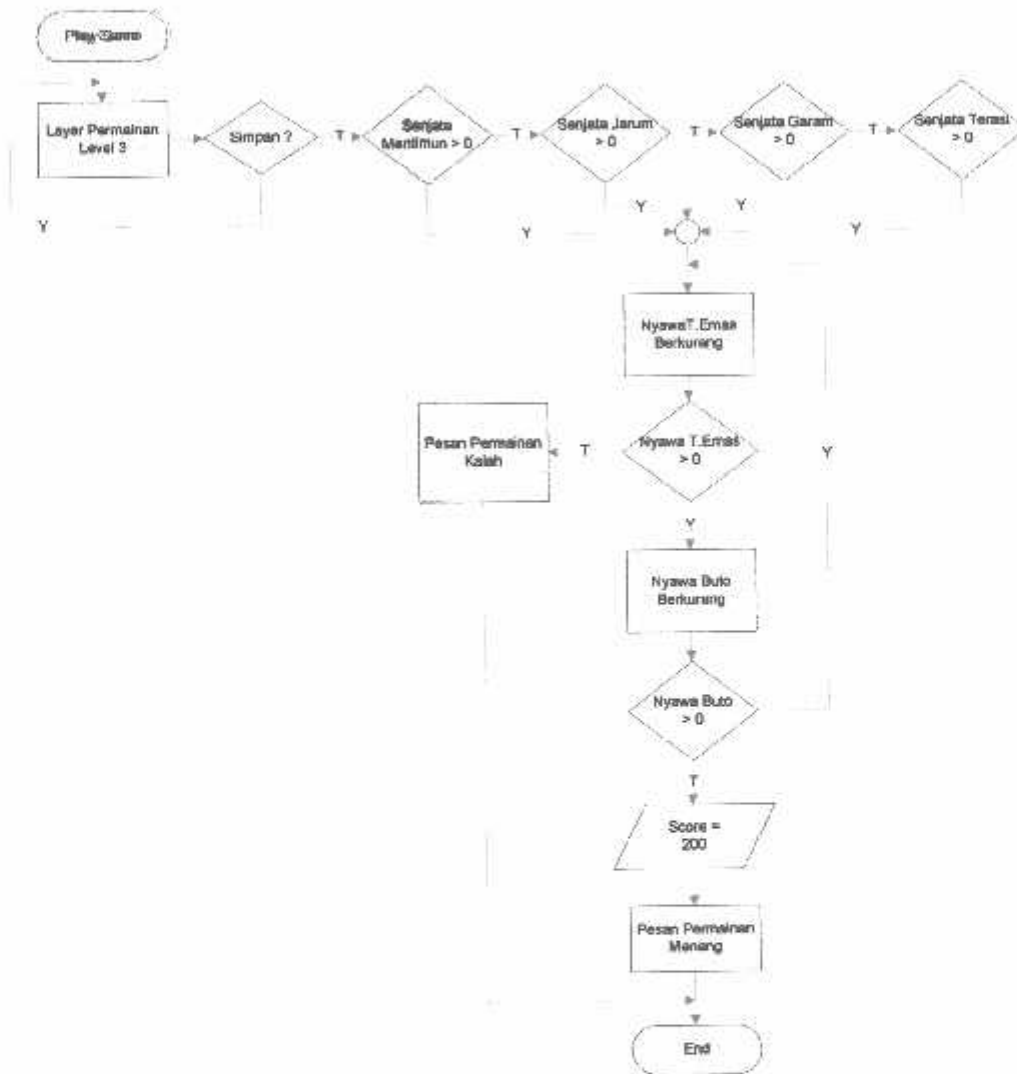 Play Game
Layar Permainan
Level 3
Simpan ?
T
Senjata
Mentimun > 0
T
Senjata Jarum
> 0
T
Senjata Garam
> 0
T
Senjata Terasi
> 0
Y
Y
Y
Y
Y
NyawaT.Emas
Berkurang
Pesan Permainan
Kalah
T
Nyawa T.Emas
> 0
Y
Y
Nyawa Buto
Berkurang
Nyawa Buto
> 0
T
Score =
200
Pesan Permainan
Menang
End